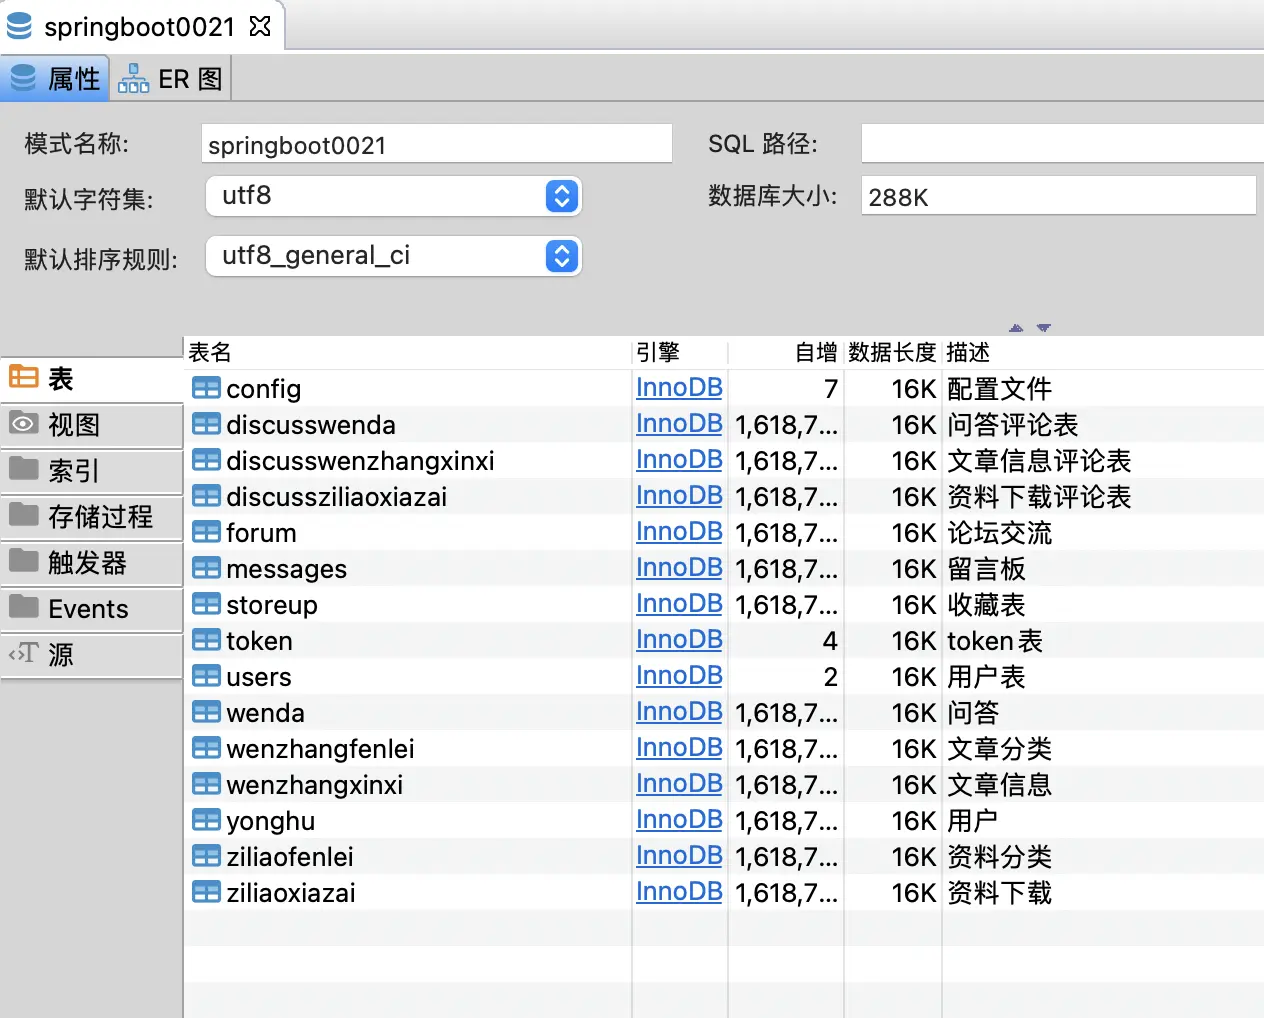 springboot0021
属性 ER 图
模式名称: springboot0021 SQL 路径:
默认字符集: utf8 数据库大小: 288K
默认排序规则: utf8_general_ci
表
视图
索引
存储过程
触发器
Events
源
表名 引擎 自增 数据长度 描述
config InnoDB 7 16K 配置文件
discusswenda InnoDB 1,618,7... 16K 问答评论表
discusswenzhangxinxi InnoDB 1,618,7... 16K 文章信息评论表
discussziliaoxiazai InnoDB 1,618,7... 16K 资料下载评论表
forum InnoDB 1,618,7... 16K 论坛交流
messages InnoDB 1,618,7... 16K 留言板
storeup InnoDB 1,618,7... 16K 收藏表
token InnoDB 4 16K token表
users InnoDB 2 16K 用户表
wenda InnoDB 1,618,7... 16K 问答
wenzhangfenlei InnoDB 1,618,7... 16K 文章分类
wenzhangxinxi InnoDB 1,618,7... 16K 文章信息
yonghu InnoDB 1,618,7... 16K 用户
ziliaofenlei InnoDB 1,618,7... 16K 资料分类
ziliaoxiazai InnoDB 1,618,7... 16K 资料下载